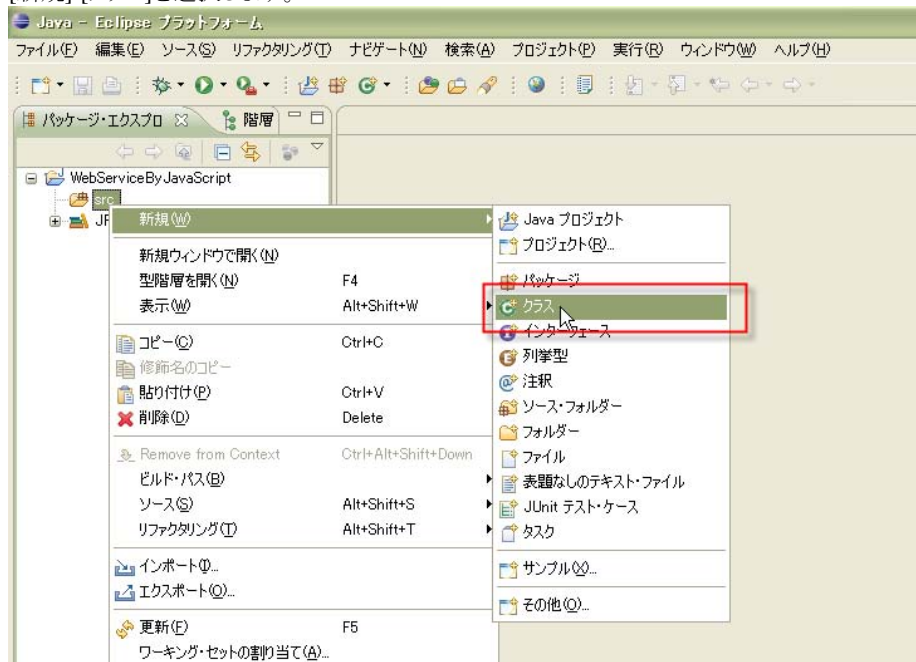 Java - Eclipse プラットフォーム
ファイル(F) 編集(E) ソース(S) リファクタリング(T) ナビゲート(N) 検索(A) プロジェクト(P) 実行(R) ウィンドウ(W) ヘルプ(H)
パッケージ・エクスプロ 階層
WebServiceByJavaScript
src
新規(W)
新規ウィンドウで開く(N)
型階層を開く(N) F4
表示(W) Alt+Shift+W
コピー(C) Ctrl+C
修飾名のコピー
貼り付け(P) Ctrl+V
削除(D) Delete
Remove from Context Ctrl+Alt+Shift+Down
ビルド・パス(B)
ソース(S) Alt+Shift+S
リファクタリング(T) Alt+Shift+T
インポート(I)...
エクスポート(O)...
更新(F) F5
ワーキング・セットの割り当て(A)...
Java プロジェクト
プロジェクト(R)...
パッケージ
クラス
インターフェース
列挙型
注釈
ソース・フォルダー
フォルダー
ファイル
表題なしのテキスト・ファイル
JUnit テスト・ケース
タスク
サンプル(X)...
その他(O)...